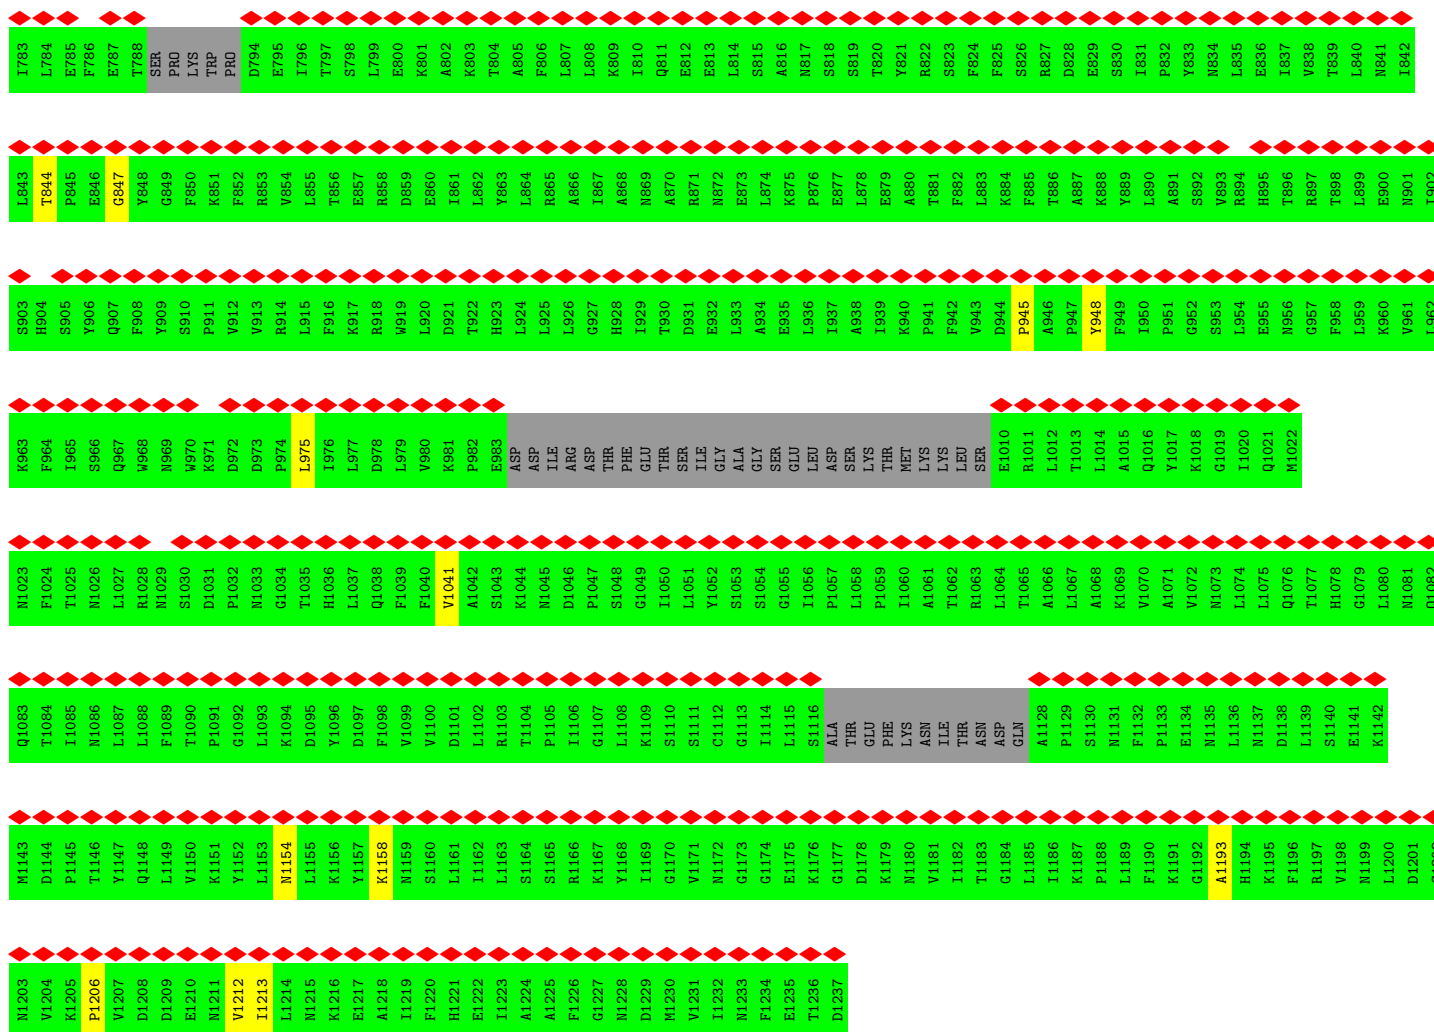 I783 L784 E785 F786 E787 T788 SER PRO LYS TRP PRO D794 E795 I796 T797 S798 L799 E800 K801 A802 K803 T804 A805 F806 L807 L808 K809 I810 Q811 E812 E813 L814 S815 A816 N817 S818 S819 T820 Y821 R822 S823 F824 F825 S826 R827 D828 E829 S830 I831 P832 Y833 N834 L835 E836 I837 V838 T839 L840 N841 I842
L843 T844 P845 E846 G847 Y848 G849 F850 K851 F852 R853 V854 L855 T856 E857 R858 D859 E860 I861 L862 Y863 L864 R865 A866 I867 A868 N869 A870 R871 N872 E873 L874 K875 P876 E877 L878 E879 A880 T881 F882 L883 K884 F885 T886 A887 K888 Y889 L890 A891 S892 V893 R894 H895 T896 R897 T898 L899 E900 N901 I902
S903 H904 S905 Y906 Q907 F908 Y909 S910 P911 V912 V913 R914 L915 F916 K917 R918 W919 L920 D921 T922 H923 L924 L925 L926 G927 H928 I929 T930 D931 E932 L933 A934 E935 L936 I937 A938 I939 K940 P941 F942 V943 D944 P945 A946 P947 Y948 F949 I950 P951 G952 S953 L954 E955 N956 G957 F958 L959 K960 V961 L962
K963 F964 I965 S966 Q967 W968 N969 W970 K971 D972 D973 P974 L975 I976 L977 D978 L979 V980 K981 P982 E983 ASP ASP ILE ARG ASP THR PHE GLU THR SER ILE GLY ALA GLY SER GLU LEU ASP SER LYS THR MET LYS LYS LEU SER E1010 R1011 L1012 T1013 L1014 A1015 Q1016 Y1017 K1018 G1019 I1020 Q1021 M1022
N1023 F1024 T1025 N1026 L1027 R1028 N1029 S1030 D1031 P1032 N1033 G1034 T1035 H1036 L1037 Q1038 F1039 F1040 V1041 A1042 S1043 K1044 N1045 D1046 P1047 S1048 G1049 I1050 L1051 Y1052 S1053 S1054 G1055 I1056 P1057 L1058 P1059 I1060 A1061 T1062 R1063 L1064 T1065 A1066 L1067 A1068 K1069 V1070 A1071 V1072 N1073 L1074 L1075 Q1076 T1077 H1078 G1079 L1080 N1081 Q1082
Q1083 T1084 I1085 N1086 L1087 L1088 F1089 T1090 P1091 G1092 L1093 K1094 D1095 Y1096 D1097 F1098 V1099 V1100 D1101 L1102 R1103 T1104 P1105 I1106 G1107 L1108 K1109 S1110 S1111 C1112 G1113 I1114 L1115 S1116 ALA THR GLU PHE LYS ASN ILE THR ASN ASP GLN A1128 P1129 S1130 N1131 F1132 P1133 E1134 N1135 L1136 N1137 D1138 L1139 S1140 E1141 K1142
M1143 D1144 P1145 T1146 Y1147 Q1148 L1149 V1150 K1151 Y1152 L1153 N1154 L1155 K1156 Y1157 K1158 N1159 S1160 L1161 I1162 L1163 S1164 S1165 R1166 K1167 Y1168 I1169 G1170 V1171 N1172 G1173 G1174 E1175 K1176 G1177 D1178 K1179 N1180 V1181 I1182 T1183 G1184 L1185 I1186 K1187 P1188 L1189 F1190 K1191 G1192 A1193 H1194 K1195 F1196 R1197 V1198 N1199 L1200 D1201
N1203 V1204 K1205 P1206 V1207 D1208 D1209 E1210 N1211 V1212 I1213 L1214 N1215 K1216 E1217 A1218 I1219 F1220 H1221 E1222 I1223 A1224 A1225 F1226 G1227 N1228 D1229 M1230 V1231 I1232 N1233 F1234 E1235 T1236 D1237